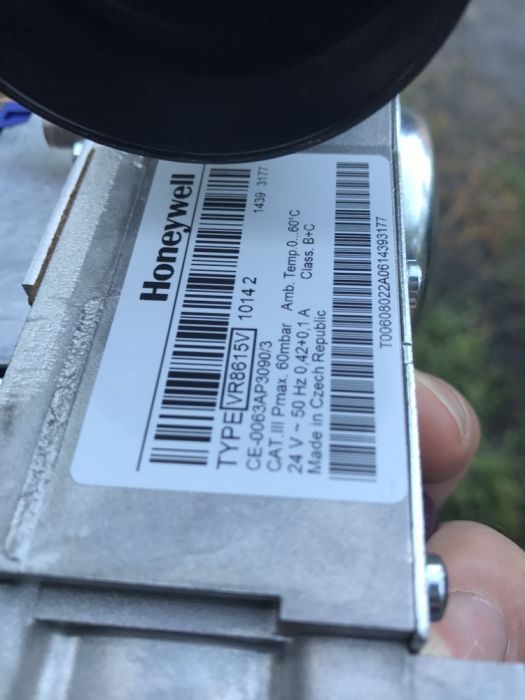 Honeywell
1439 3177
TYPE VR8615V 1014 2
CE-0063AP3090/3
CAT.III Pmax. 60mbar Amb. Temp.0...60°C
24 V ~ 50 Hz 0,42+0,1 A Class. B+C
Made in Czech Republic
T00608022A0614393177